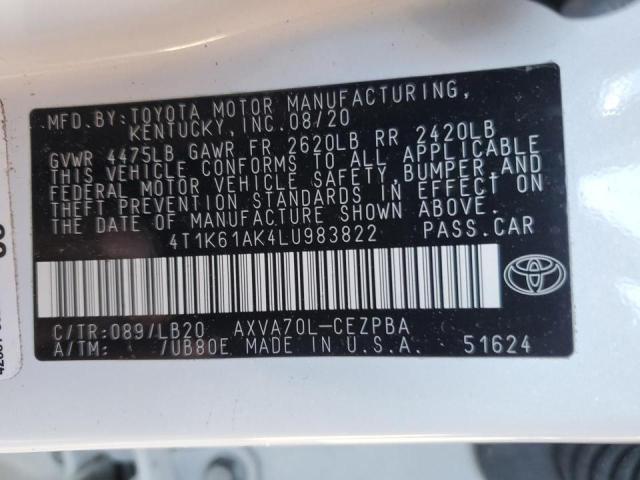 MFD.BY:TOYOTA MOTOR MANUFACTURING,
KENTUCKY,INC.08/20
GVWR 4475LB GAWR FR 2620LB RR 2420LB
THIS VEHICLE CONFORMS TO ALL APPLICABLE
FEDERAL MOTOR VEHICLE SAFETY,BUMPER,AND
THEFT PREVENTION STANDARDS IN EFFECT ON
THE DATE OF MANUFACTURE SHOWN ABOVE.
4T1K61AK4LU983822 PASS.CAR
C/TR:089/LB20 AXVA70L-CEZPBA
A/TM: /UB80E MADE IN U.S.A. 51624